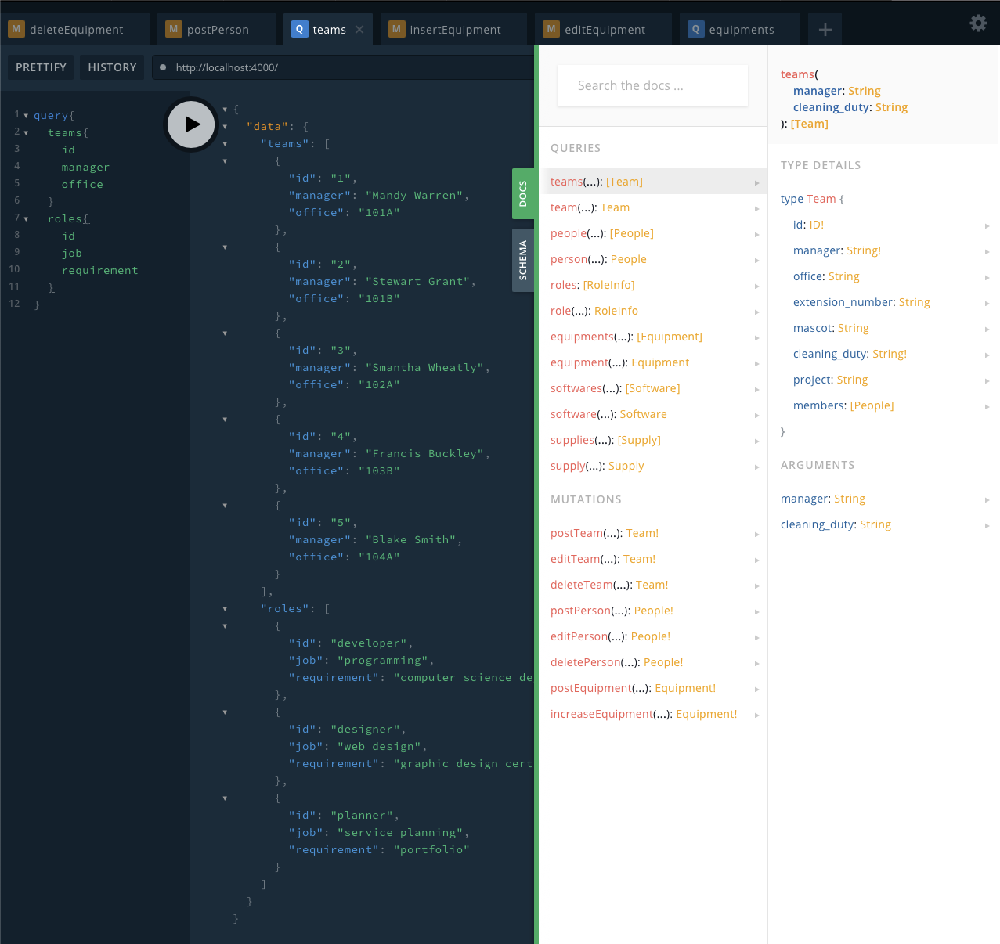 M deleteEquipment
M postPerson
Q teams
M insertEquipment
M editEquipment
Q equipments
PRETTIFY
HISTORY
http://localhost:4000/
1 query{
2 teams{
3 id
4 manager
5 office
6 }
7 roles{
8 id
9 job
10 requirement
11 }
12 }
{
"data": {
"teams": [
{
"id": "1",
"manager": "Mandy Warren",
"office": "101A"
},
{
"id": "2",
"manager": "Stewart Grant",
"office": "101B"
},
{
"id": "3",
"manager": "Smantha Wheatly",
"office": "102A"
},
{
"id": "4",
"manager": "Francis Buckley",
"office": "103B"
},
{
"id": "5",
"manager": "Blake Smith",
"office": "104A"
}
],
"roles": [
{
"id": "developer",
"job": "programming",
"requirement": "computer science de
},
{
"id": "designer",
"job": "web design",
"requirement": "graphic design cert
},
{
"id": "planner",
"job": "service planning",
"requirement": "portfolio"
}
]
}
}
DOCS
SCHEMA
Search the docs ...
QUERIES
teams(...): [Team]
team(...): Team
people(...): [People]
person(...): People
roles: [RoleInfo]
role(...): RoleInfo
equipments(...): [Equipment]
equipment(...): Equipment
softwares(...): [Software]
software(...): Software
supplies(...): [Supply]
supply(...): Supply
MUTATIONS
postTeam(...): Team!
editTeam(...): Team!
deleteTeam(...): Team!
postPerson(...): People!
editPerson(...): People!
deletePerson(...): People!
postEquipment(...): Equipment!
increaseEquipment(...): Equipment!
teams(
manager: String
cleaning_duty: String
): [Team]
TYPE DETAILS
type Team {
id: ID!
manager: String!
office: String
extension_number: String
mascot: String
cleaning_duty: String!
project: String
members: [People]
}
ARGUMENTS
manager: String
cleaning_duty: String